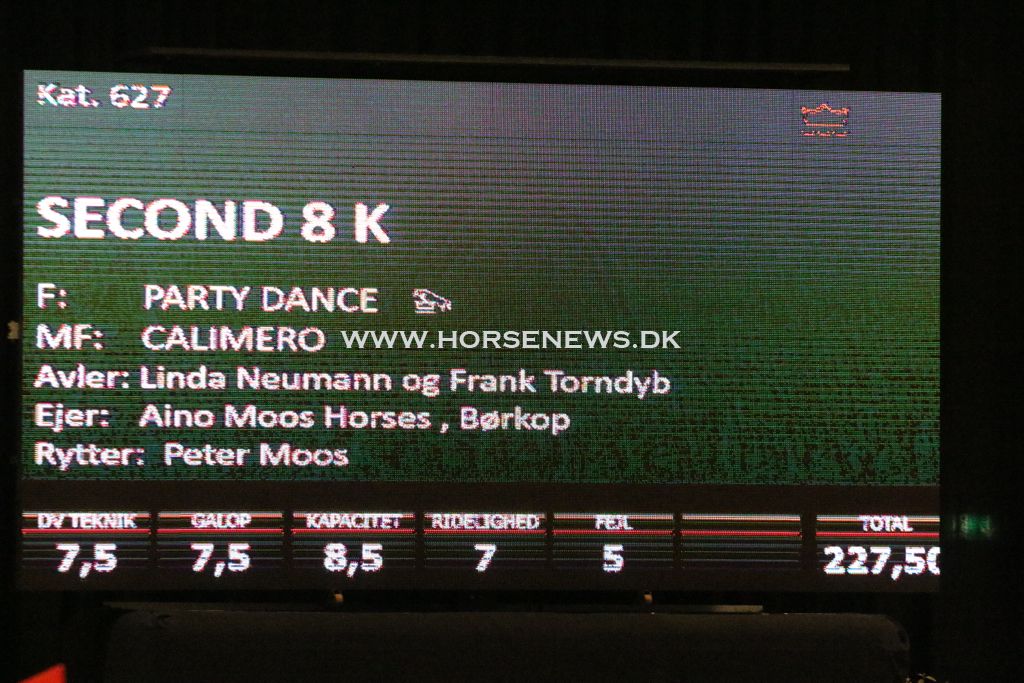 Kat. 627
SECOND 8 K
F: PARTY DANCE
MF: CALIMERO
WWW.HORSENEWS.DK
Avler: Linda Neumann og Frank Torndyb
Ejer: Aino Moos Horses , Børkop
Rytter: Peter Moos
DV TEKNIK GALOP KAPACITET RIDELIGHED FEJL TOTAL
7,5 7,5 8,5 7 5 227,50